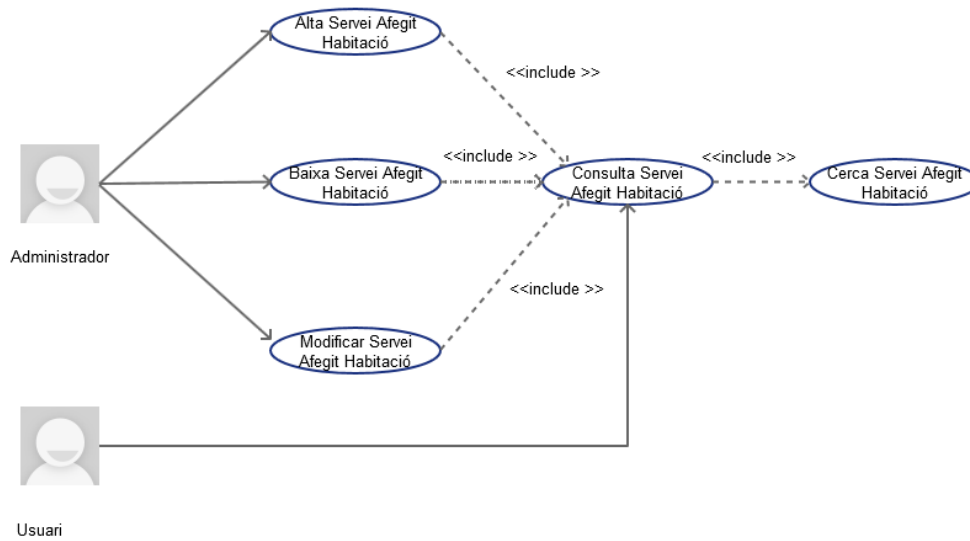 Alta Servei Afegit
Habitació
<<include >>
Baixa Servei Afegit
Habitació
<<include >>
Consulta Servei
Afegit Habitació
<<include >>
Cerca Servei Afegit
Habitació
Administrador
<<include >>
Modificar Servei
Afegit Habitació
Usuari